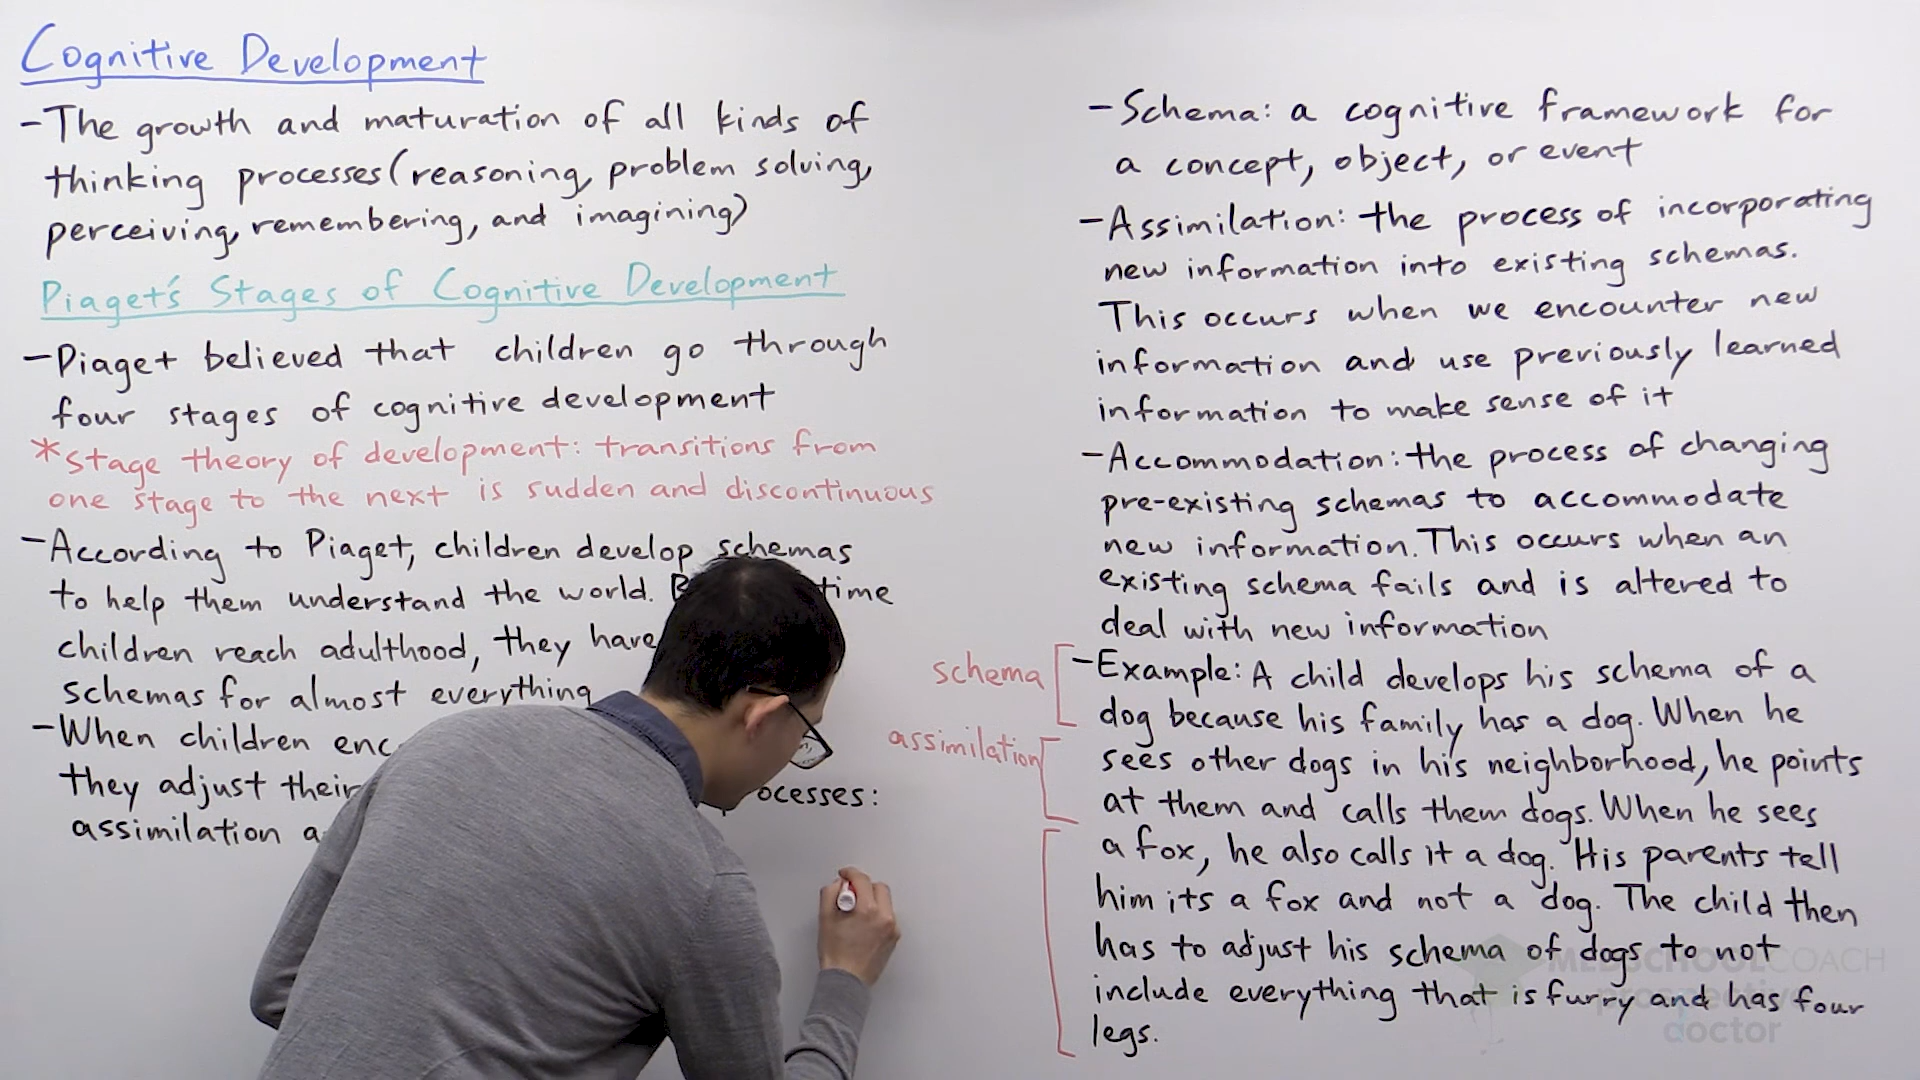 Cognitive Development
-The growth and maturation of all kinds of
thinking processes (reasoning, problem solving,
perceiving, remembering, and imagining)
Piaget's Stages of Cognitive Development
-Piaget believed that children go through
four stages of cognitive development
*Stage theory of development: transitions from
one stage to the next is sudden and discontinuous
-According to Piaget, children develop schemas
to help them understand the world. time
children reach adulthood, they have
schemas for almost everything
-When children
they adjust their ocesses:
assimilation
-Schema: a cognitive framework for
a concept, object, or event
-Assimilation: the process of incorporating
new information into existing schemas.
This occurs when we encounter new
information and use previously learned
information to make sense of it
-Accommodation: the process of changing
pre-existing schemas to accommodate
new information. This occurs when an
existing schema fails and is altered to
deal with new information
schema
-Example: A child develops his schema of a
dog because his family has a dog. When he
assimilation
sees other dogs in his neighborhood, he points
at them and calls them dogs. When he sees
a fox, he also calls it a dog. His parents tell
him its a fox and not a dog. The child then
has to adjust his schema of dogs to not
include everything that is furry and has four
legs.
MEDSCHOOLCOACH
prospective
doctor